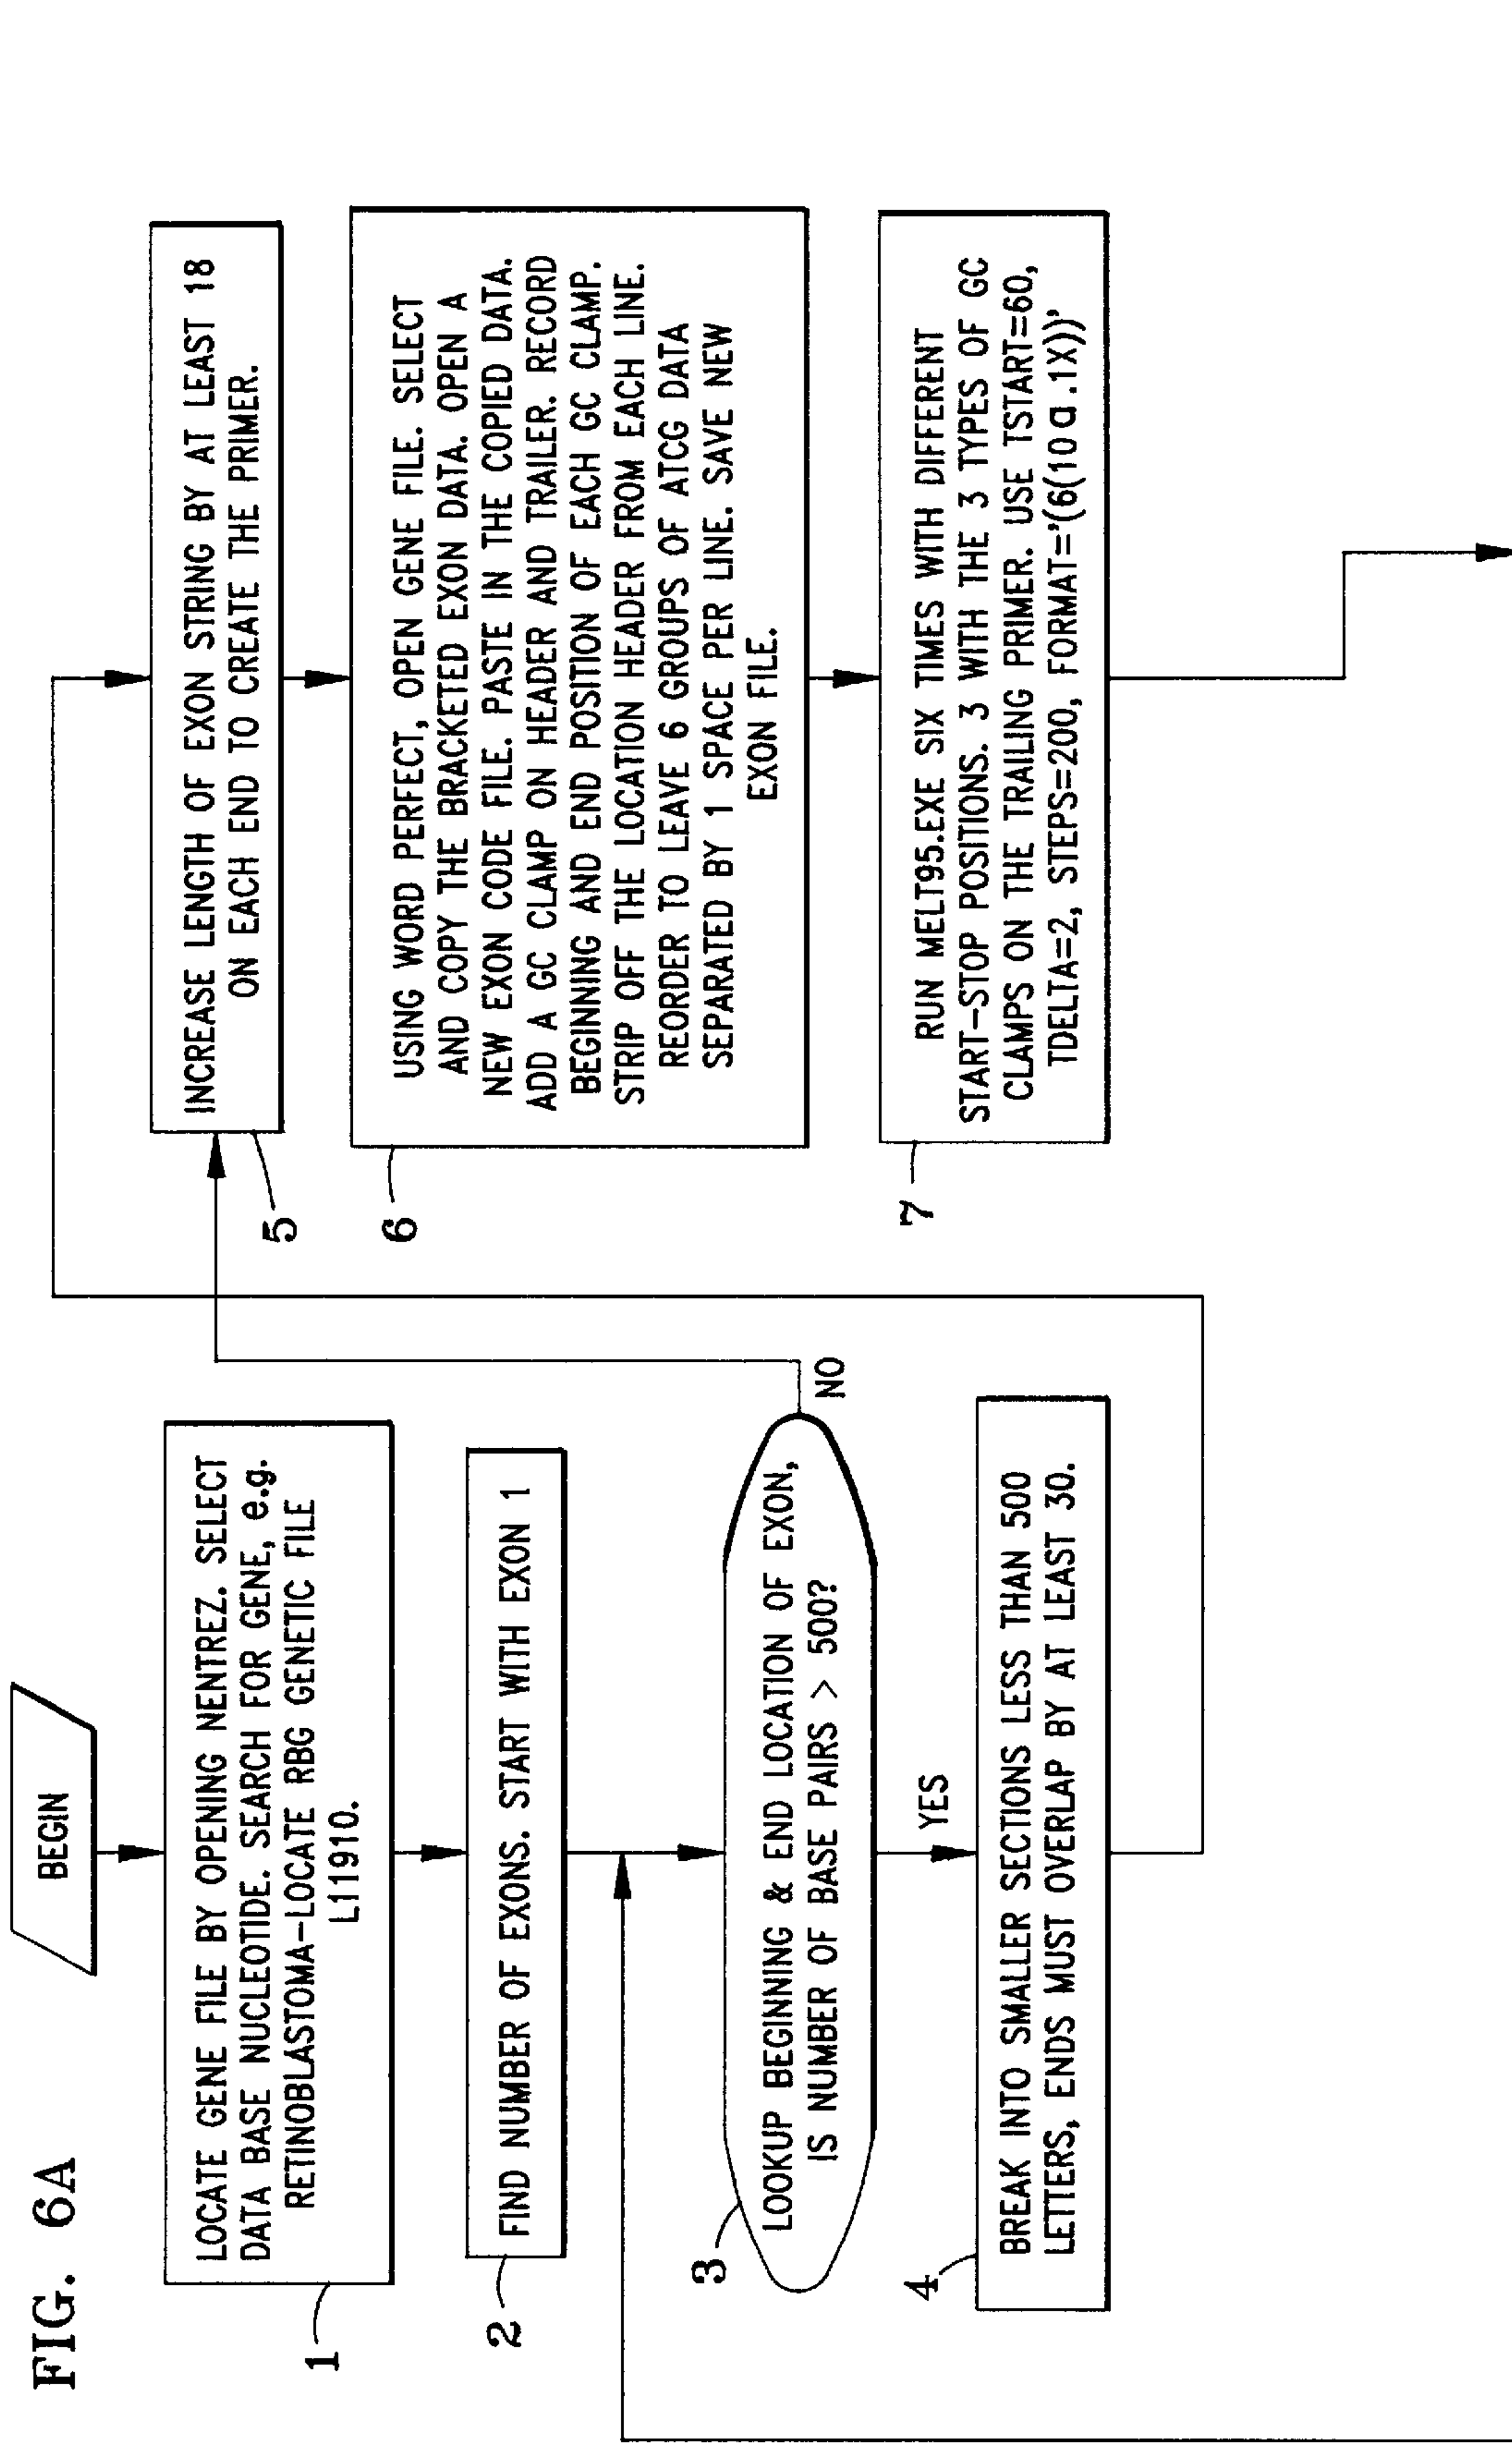 FIG. 6A
BEGIN
LOCATE GENE FILE BY OPENING NENTREZ. SELECT
DATA BASE NUCLEOTIDE. SEARCH FOR GENE, e.g.
RETINOBLASTOMA-LOCATE RBG GENETIC FILE
L11910.
1
FIND NUMBER OF EXONS. START WITH EXON 1
2
LOOKUP BEGINNING & END LOCATION OF EXON,
IS NUMBER OF BASE PAIRS > 500?
3
NO
YES
BREAK INTO SMALLER SECTIONS LESS THAN 500
LETTERS, ENDS MUST OVERLAP BY AT LEAST 30.
4
INCREASE LENGTH OF EXON STRING BY AT LEAST 18
ON EACH END TO CREATE THE PRIMER.
5
USING WORD PERFECT, OPEN GENE FILE. SELECT
AND COPY THE BRACKETED EXON DATA. OPEN A
NEW EXON CODE FILE. PASTE IN THE COPIED DATA.
ADD A GC CLAMP ON HEADER AND TRAILER. RECORD
BEGINNING AND END POSITION OF EACH GC CLAMP.
STRIP OFF THE LOCATION HEADER FROM EACH LINE.
REORDER TO LEAVE 6 GROUPS OF ATCG DATA
SEPARATED BY 1 SPACE PER LINE. SAVE NEW
EXON FILE.
6
RUN MELT95.EXE SIX TIMES WITH DIFFERENT
START-STOP POSITIONS. 3 WITH THE 3 TYPES OF GC
CLAMPS ON THE TRAILING PRIMER. USE TSTART=60,
TDELTA=2, STEPS=200, FORMAT='(6(10 a .1X))'
7